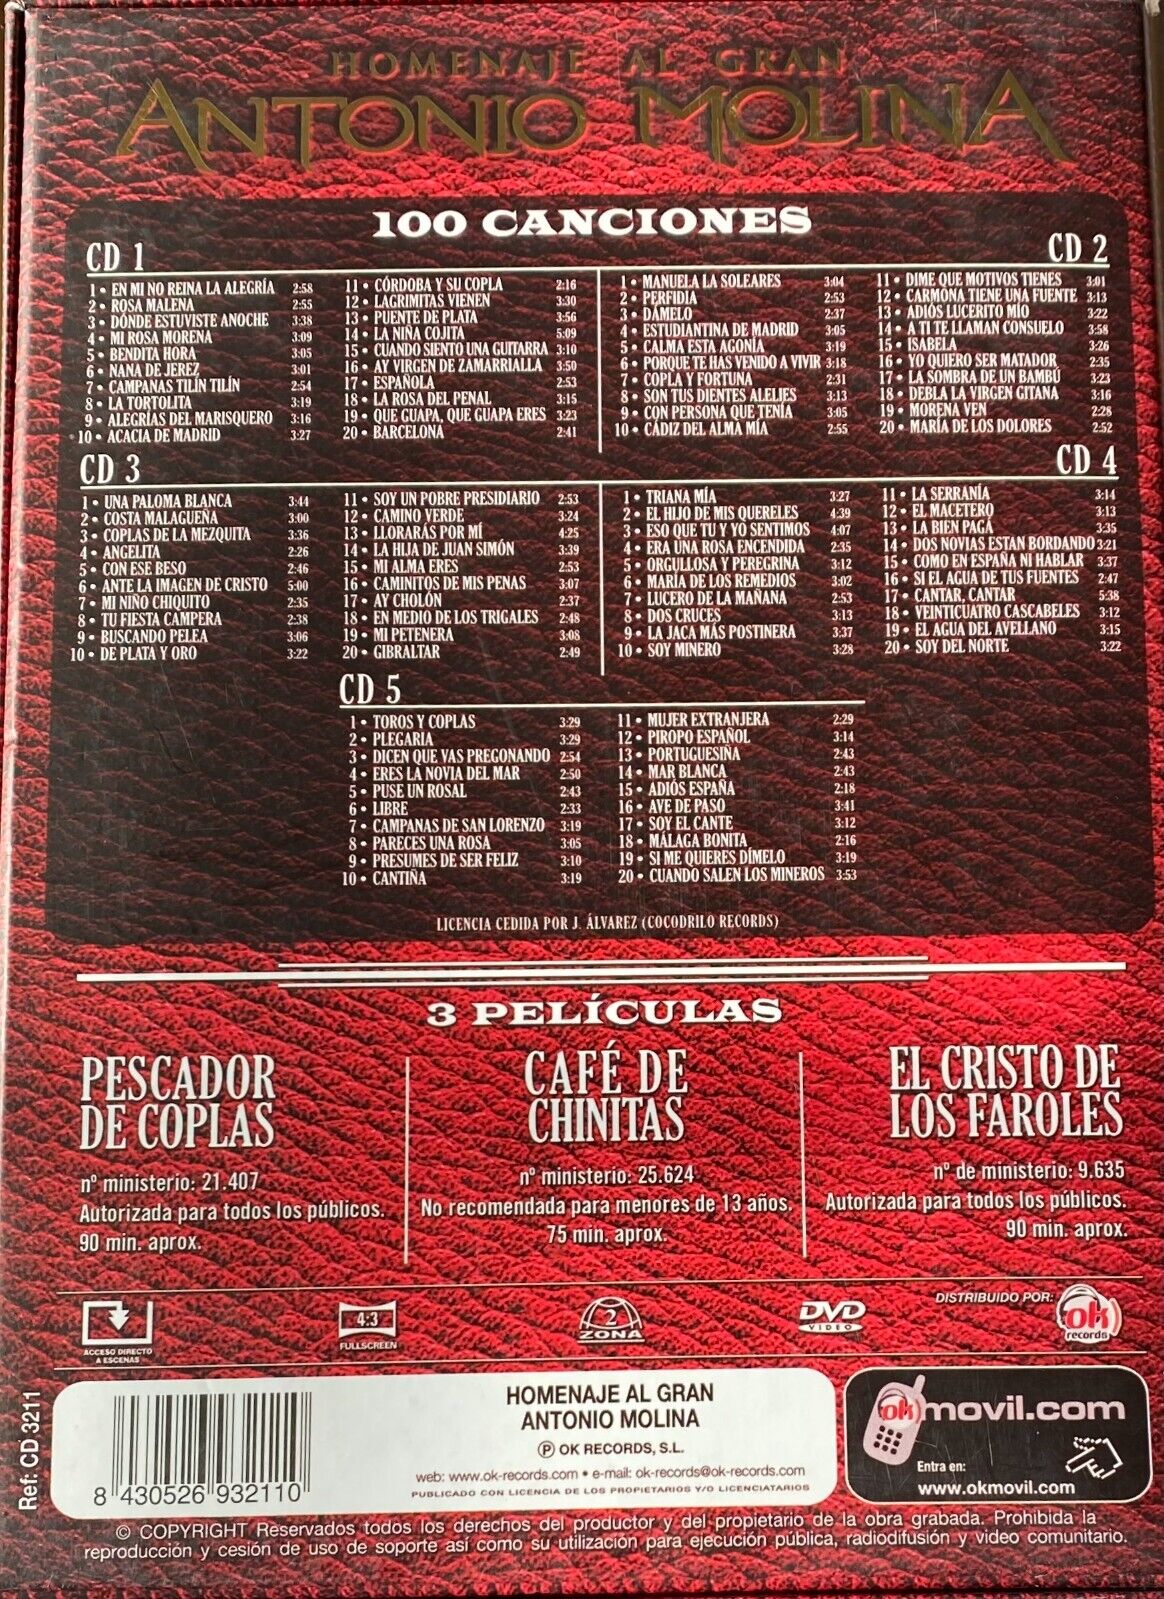 HOMENAJE AL GRAN
ANTONIO MOLINA
100 CANCIONES
CD 1
1 • EN MI NO REINA LA ALEGRÍA 2:58
2 • ROSA MALENA 2:55
3 • DÓNDE ESTUVISTE ANOCHE 3:38
4 • MI ROSA MORENA 3:09
5 • BENDITA HORA 3:05
6 • NANA DE JEREZ 3:01
7 • CAMPANAS TILÍN TILÍN 2:54
8 • LA TORTOLITA 3:19
9 • ALEGRÍAS DEL MARISQUERO 3:16
10 • ACACIA DE MADRID 3:27
11 • CÓRDOBA Y SU COPLA 2:16
12 • LAGRIMITAS VIENEN 3:30
13 • PUENTE DE PLATA 3:56
14 • LA NIÑA COJITA 5:09
15 • CUANDO SIENTO UNA GUITARRA 3:10
16 • AY VIRGEN DE ZAMARRIALLA 3:50
17 • ESPAÑOLA 2:53
18 • LA ROSA DEL PENAL 3:15
19 • QUE GUAPA, QUE GUAPA ERES 3:23
20 • BARCELONA 2:41
CD 2
1 • MANUELA LA SOLEARES 3:04
2 • PERFIDIA 2:53
3 • DÁMELO 2:37
4 • ESTUDIANTINA DE MADRID 3:05
5 • CALMA ESTA AGONÍA 3:19
6 • PORQUE TE HAS VENIDO A VIVIR 3:18
7 • COPLA Y FORTUNA 2:31
8 • SON TUS DIENTES ALELIES 3:13
9 • CON PERSONA QUE TENÍA 3:05
10 • CÁDIZ DEL ALMA MÍA 2:55
11 • DIME QUE MOTIVOS TIENES 3:01
12 • CARMONA TIENE UNA FUENTE 3:13
13 • ADIÓS LUCERITO MÍO 3:22
14 • A TI TE LLAMAN CONSUELO 3:58
15 • ISABELA 3:26
16 • YO QUIERO SER MATADOR 2:35
17 • LA SOMBRA DE UN BAMBÚ 3:23
18 • DEBLA LA VIRGEN GITANA 3:16
19 • MORENA VEN 2:28
20 • MARÍA DE LOS DOLORES 2:52
CD 3
1 • UNA PALOMA BLANCA 3:44
2 • COSTA MALAGUEÑA 3:00
3 • COPLAS DE LA MEZQUITA 3:36
4 • ANGELITA 2:26
5 • CON ESE BESO 2:46
6 • ANTE LA IMAGEN DE CRISTO 5:00
7 • MI NIÑO CHIQUITO 2:35
8 • TU FIESTA CAMPERA 2:38
9 • BUSCANDO PELEA 3:06
10 • DE PLATA Y ORO 3:22
11 • SOY UN POBRE PRESIDIARIO 2:53
12 • CAMINO VERDE 3:24
13 • LLORARÁS POR MÍ 4:25
14 • LA HIJA DE JUAN SIMÓN 3:39
15 • MI ALMA ERES 2:53
16 • CAMINITOS DE MIS PENAS 3:07
17 • AY CHOLÓN 2:37
18 • EN MEDIO DE LOS TRIGALES 2:48
19 • MI PETENERA 3:08
20 • GIBRALTAR 2:49
CD 4
1 • TRIANA MÍA 3:27
2 • EL HIJO DE MIS QUERELES 4:39
3 • ESO QUE TU Y YO SENTIMOS 4:07
4 • ERA UNA ROSA ENCENDIDA 2:35
5 • ORGULLOSA Y PEREGRINA 3:12
6 • MARÍA DE LOS REMEDIOS 3:02
7 • LUCERO DE LA MAÑANA 2:53
8 • DOS CRUCES 3:13
9 • LA JACA MÁS POSTINERA 3:37
10 • SOY MINERO 3:28
11 • LA SERRANÍA 3:14
12 • EL MACETERO 3:13
13 • LA BIEN PAGÁ 3:35
14 • DOS NOVIAS ESTAN BORDANDO 3:21
15 • COMO EN ESPAÑA NI HABLAR 3:37
16 • SI EL AGUA DE TUS FUENTES 2:47
17 • CANTAR, CANTAR 5:38
18 • VEINTICUATRO CASCABELES 3:12
19 • EL AGUA DEL AVELLANO 3:15
20 • SOY DEL NORTE 3:22
CD 5
1 • TOROS Y COPLAS 3:29
2 • PLEGARIA 3:29
3 • DICEN QUE VAS PREGONANDO 2:54
4 • ERES LA NOVIA DEL MAR 2:50
5 • PUSE UN ROSAL 2:43
6 • LIBRE 2:33
7 • CAMPANAS DE SAN LORENZO 3:19
8 • PARECES UNA ROSA 3:05
9 • PRESUMES DE SER FELIZ 3:10
10 • CANTIÑA 3:19
11 • MUJER EXTRANJERA 2:29
12 • PIROPO ESPAÑOL 3:14
13 • PORTUGUESIÑA 2:43
14 • MAR BLANCA 2:43
15 • ADIÓS ESPAÑA 2:18
16 • AVE DE PASO 3:41
17 • SOY EL CANTE 3:12
18 • MÁLAGA BONITA 2:16
19 • SI ME QUIERES DÍMELO 3:19
20 • CUANDO SALEN LOS MINEROS 3:53
LICENCIA CEDIDA POR J. ÁLVAREZ (COCODRILO RECORDS)
3 PELÍCULAS
PESCADOR
DE COPLAS
nº ministerio: 21.407
Autorizada para todos los públicos.
90 min. aprox.
CAFÉ DE
CHINITAS
nº ministerio: 25.624
No recomendada para menores de 13 años.
75 min. aprox.
EL CRISTO DE
LOS FAROLES
nº de ministerio: 9.635
Autorizada para todos los públicos.
90 min. aprox.
ACCESO DIRECTO
A ESCENAS
4:3
FULLSCREEN
2
ZONA
DVD
VIDEO
DISTRIBUIDO POR:
ok
records
Ref: CD 3211
8 430526 932110
HOMENAJE AL GRAN
ANTONIO MOLINA
℗ OK RECORDS, S.L.
web: www.ok-records.com • e-mail: ok-records@ok-records.com
PUBLICADO CON LICENCIA DE LOS PROPIETARIOS Y/O LICENCIATARIOS
ok movil.com
Entra en:
www.okmovil.com
© COPYRIGHT Reservados todos los derechos del productor y del propietario de la obra grabada. Prohibida la
reproducción y cesión de uso de soporte así como su utilización para ejecución pública, radiodifusión y video comunitario.